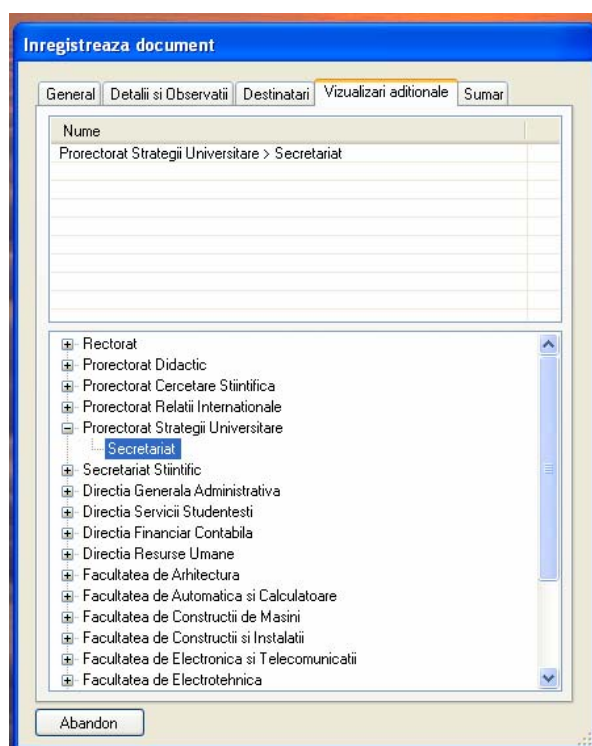 Inregistreaza document
General Detalii si Observatii Destinatari Vizualizari aditionale Sumar
Nume
Prorectorat Strategii Universitare > Secretariat
Rectorat
Prorectorat Didactic
Prorectorat Cercetare Stiintifica
Prorectorat Relatii Internationale
Prorectorat Strategii Universitare
Secretariat
Secretariat Stiintific
Directia Generala Administrativa
Directia Servicii Studentesti
Directia Financiar Contabila
Directia Resurse Umane
Facultatea de Arhitectura
Facultatea de Automatica si Calculatoare
Facultatea de Constructii de Masini
Facultatea de Constructii si Instalatii
Facultatea de Electronica si Telecomunicatii
Facultatea de Electrotehnica
Abandon